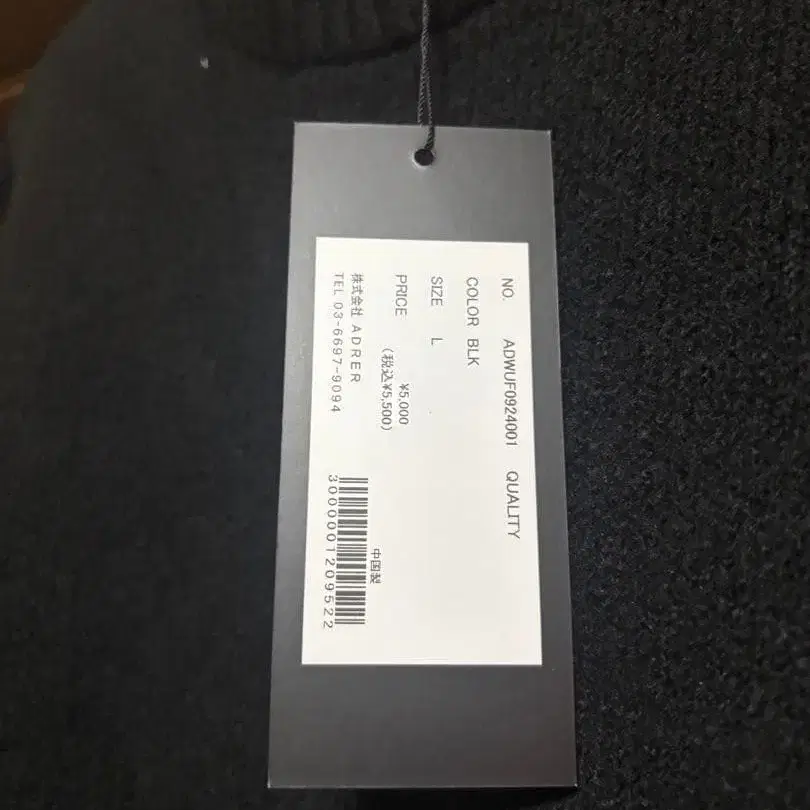 NO. ADWUF0924001 QUALITY
COLOR BLK
SIZE L
PRICE ¥5,000
(税込¥5,500)
中国製
株式会社 ADRER
TEL 03-6697-9094
3000001209522